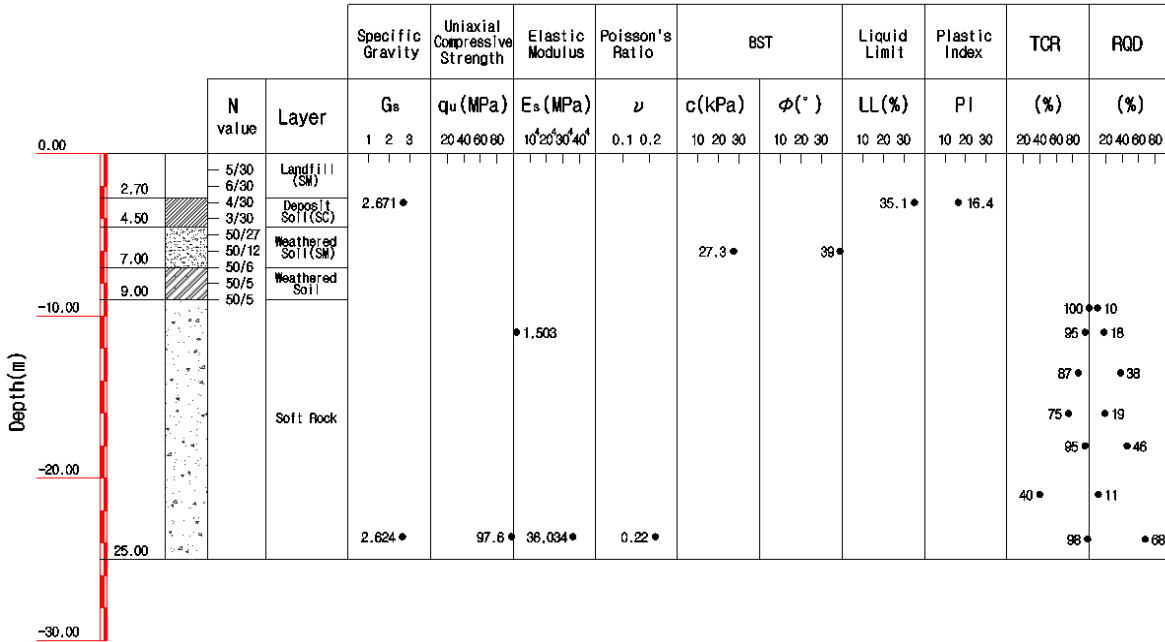 Specific Gravity Uniaxial Compressive Strength Elastic Modulus Poisson's Ratio BST Liquid Limit Plastic Index TCR RQD
N value Layer Gs qu(MPa) Es(MPa) ν c(kPa) Φ(°) LL(%) PI (%) (%)
1 2 3 20 40 60 80 10⁴20⁴30⁴40⁴ 0.1 0.2 10 20 30 10 20 30 10 20 30 10 20 30 20 40 60 80 20 40 60 80
0.00
5/30 Landfill
6/30 (SM)
2.70
4/30 Deposit 2.671 35.1 16.4
4.50 3/30 Soil(SC)
50/27 Weathered
50/12 Soil(SM) 27.3 39
7.00 50/6
50/5 Weathered
9.00 50/5 Soil
-10.00 100 10
1,503 95 18
87 38
Depth(m) Soft Rock 75 19
95 46
-20.00
40 11
2.624 97.6 36,034 0.22 98 68
25.00
-30.00